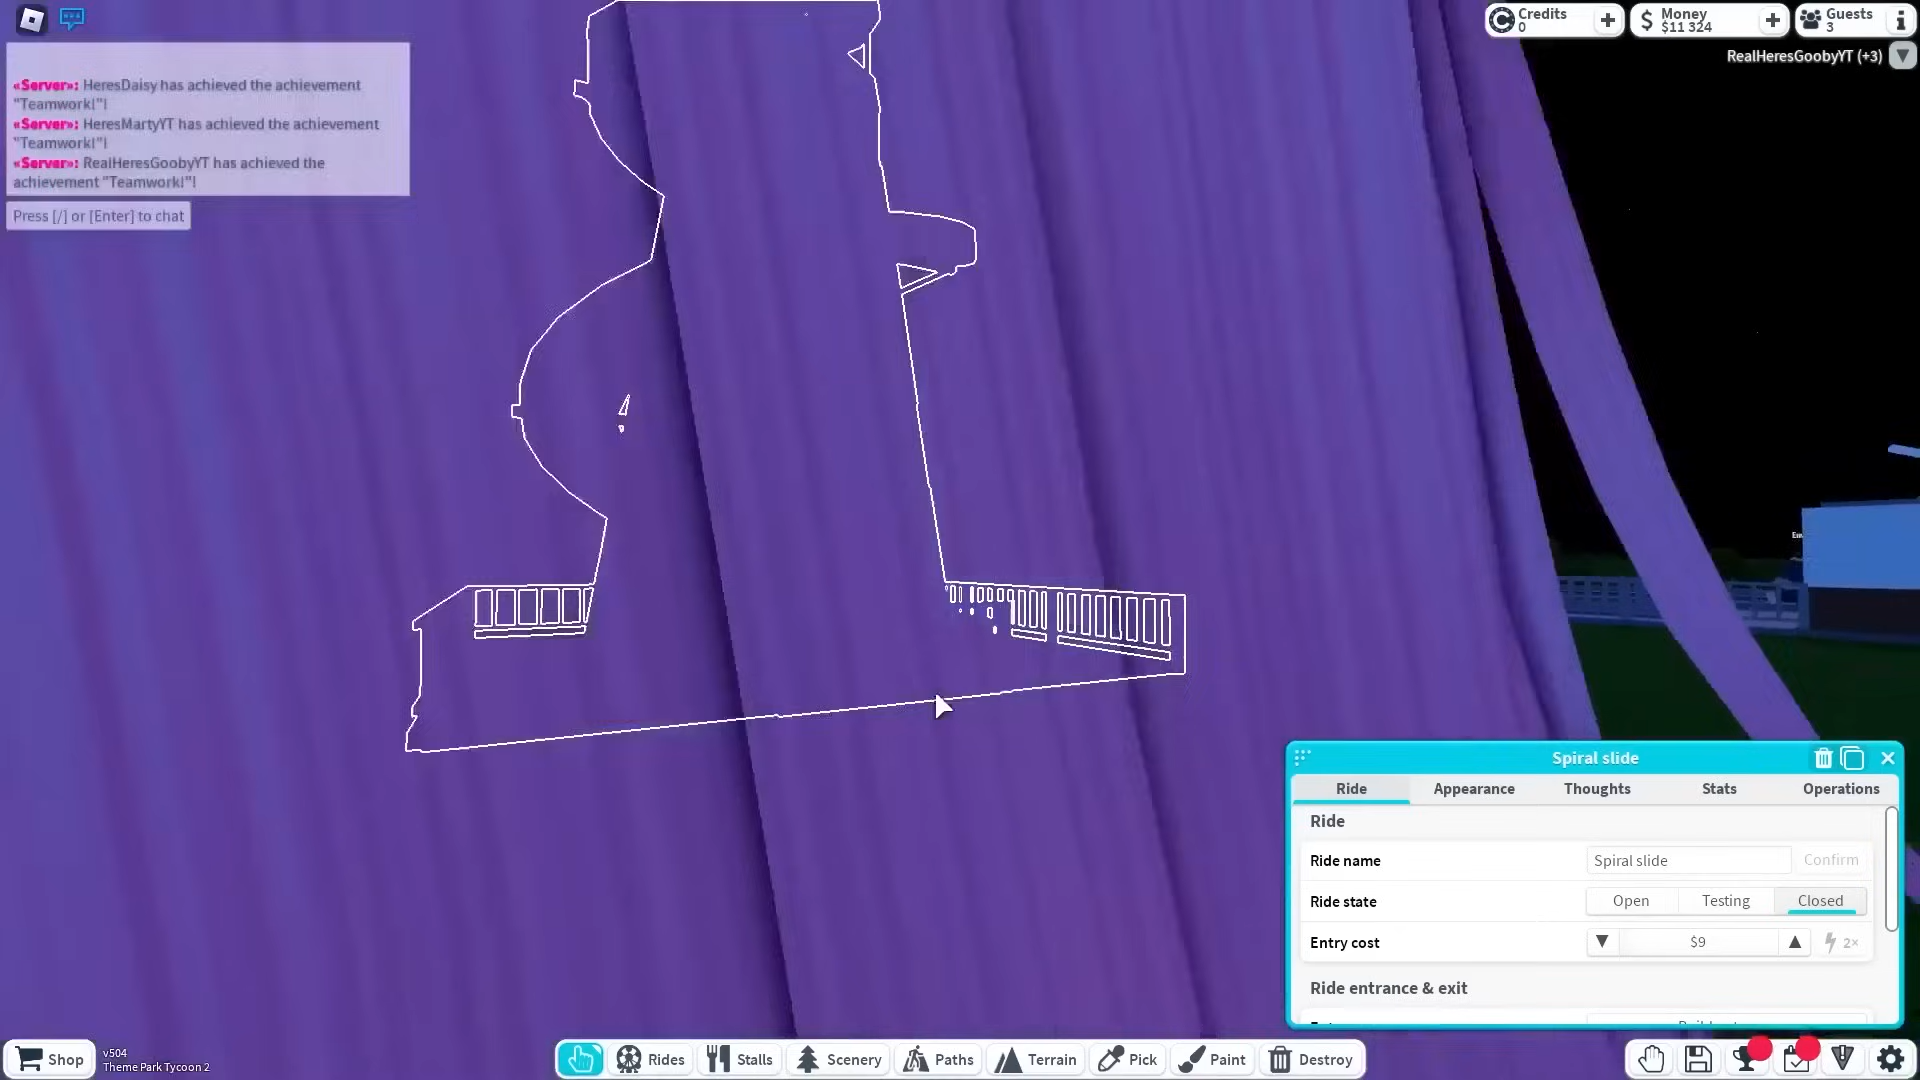 Credits
0
Money
$11 324
Guests
3
RealHeresGoobyYT (+3)
«Server»: HeresDaisy has achieved the achievement
"Teamwork!"!
«Server»: HeresMartyYT has achieved the achievement
"Teamwork!"!
«Server»: RealHeresGoobyYT has achieved the
achievement "Teamwork!"!
Press [/] or [Enter] to chat
Spiral slide
Ride
Appearance
Thoughts
Stats
Operations
Ride
Ride name
Spiral slide
Confirm
Ride state
Open
Testing
Closed
Entry cost
$9
2×
Ride entrance & exit
Shop
v504
Theme Park Tycoon 2
Rides
Stalls
Scenery
Paths
Terrain
Pick
Paint
Destroy